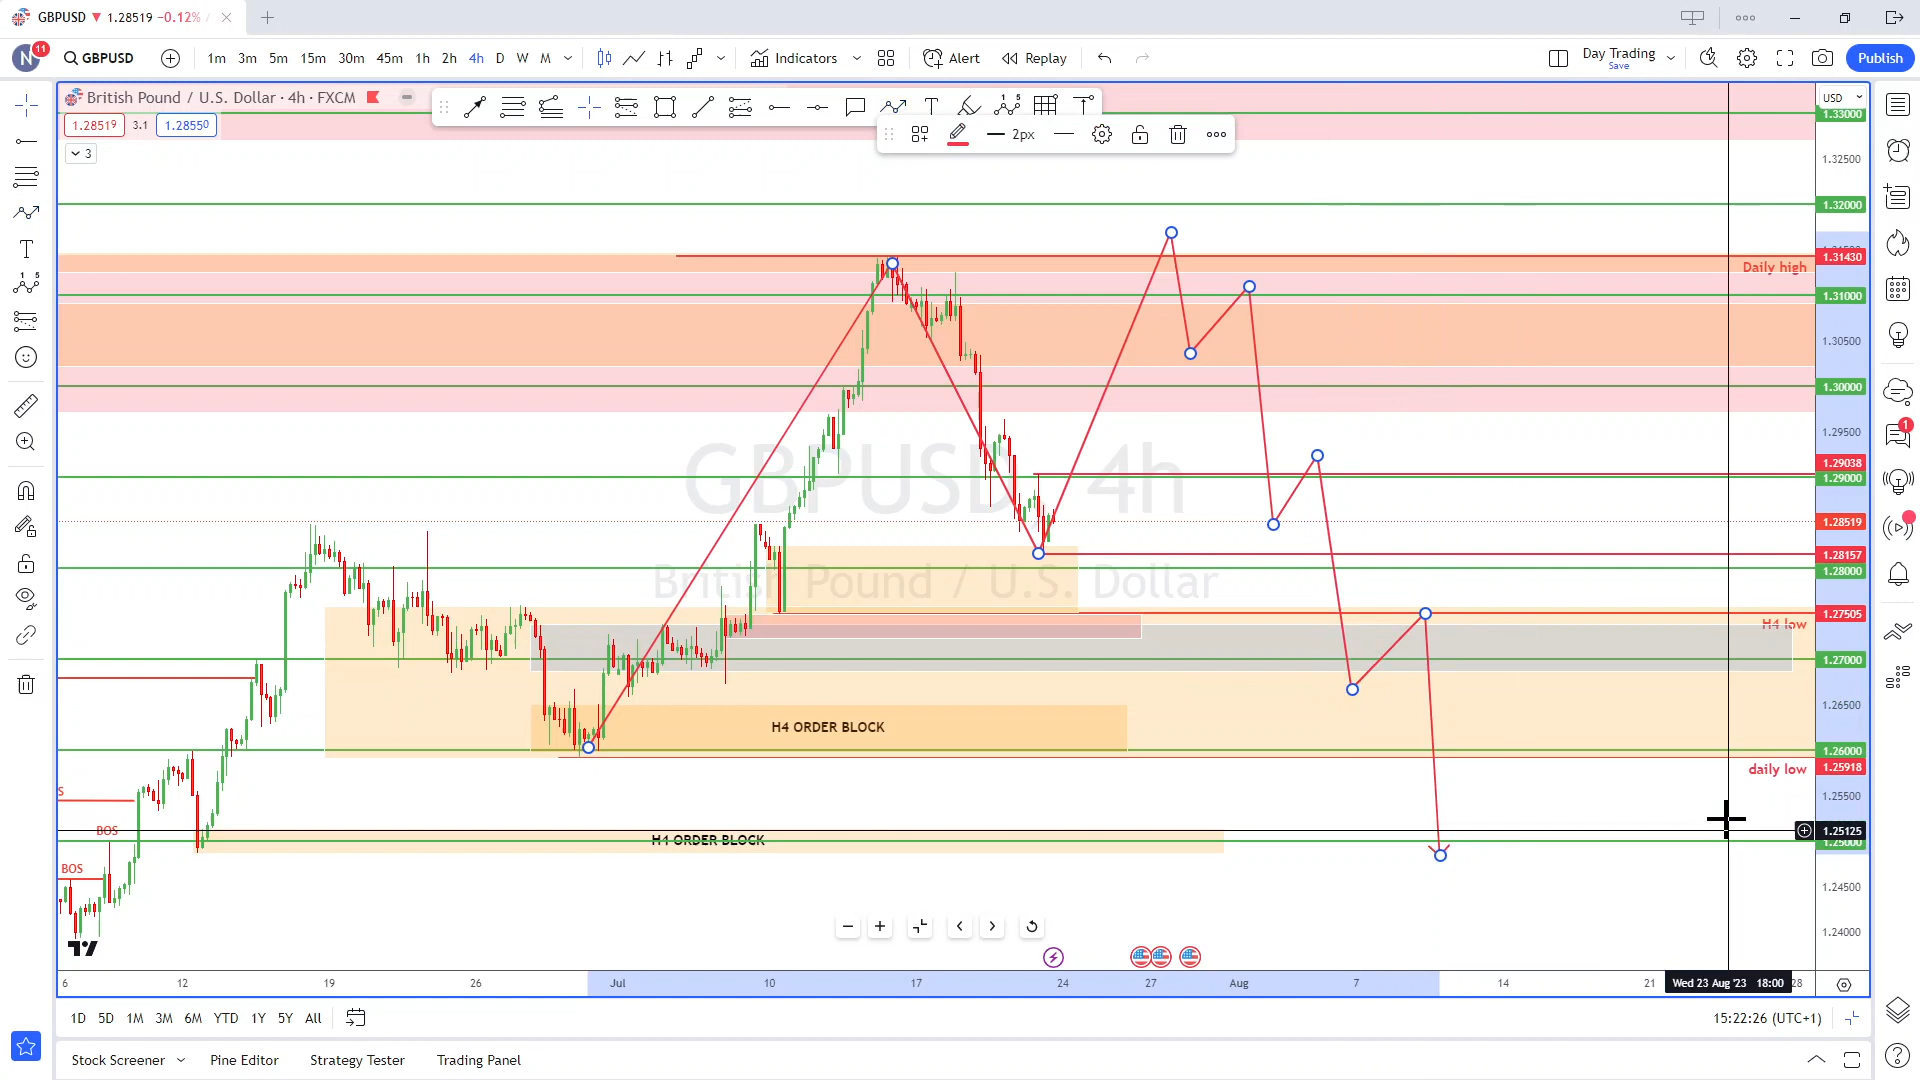 GBPUSD 1.28519 −0.12% /
N 11 GBPUSD 1m 3m 5m 15m 30m 45m 1h 2h 4h D W M Indicators Alert Replay Day Trading Save Publish
British Pound / U.S. Dollar · 4h · FXCM
1.28519 3.1 1.28550
3
2px
USD
1.33000
1.32500
1.32000
1.31430
Daily high
1.31000
1.30500
1.30000
1.29500
1.29038
1.29000
1.28519
1.28157
1.28000
1.27505
H4 low
1.27000
1.26500
1.26000
1.25918
daily low
1.25500
1.25125
1.25000
1.24500
1.24000
GBPUSD 4h
British Pound / U.S. Dollar
H4 ORDER BLOCK
H4 ORDER BLOCK
S
BOS
BOS
6 12 19 26 Jul 10 17 24 27 Aug 7 14 21 Wed 23 Aug '23 18:00 28
1D 5D 1M 3M 6M YTD 1Y 5Y All 15:22:26 (UTC+1)
Stock Screener Pine Editor Strategy Tester Trading Panel
1